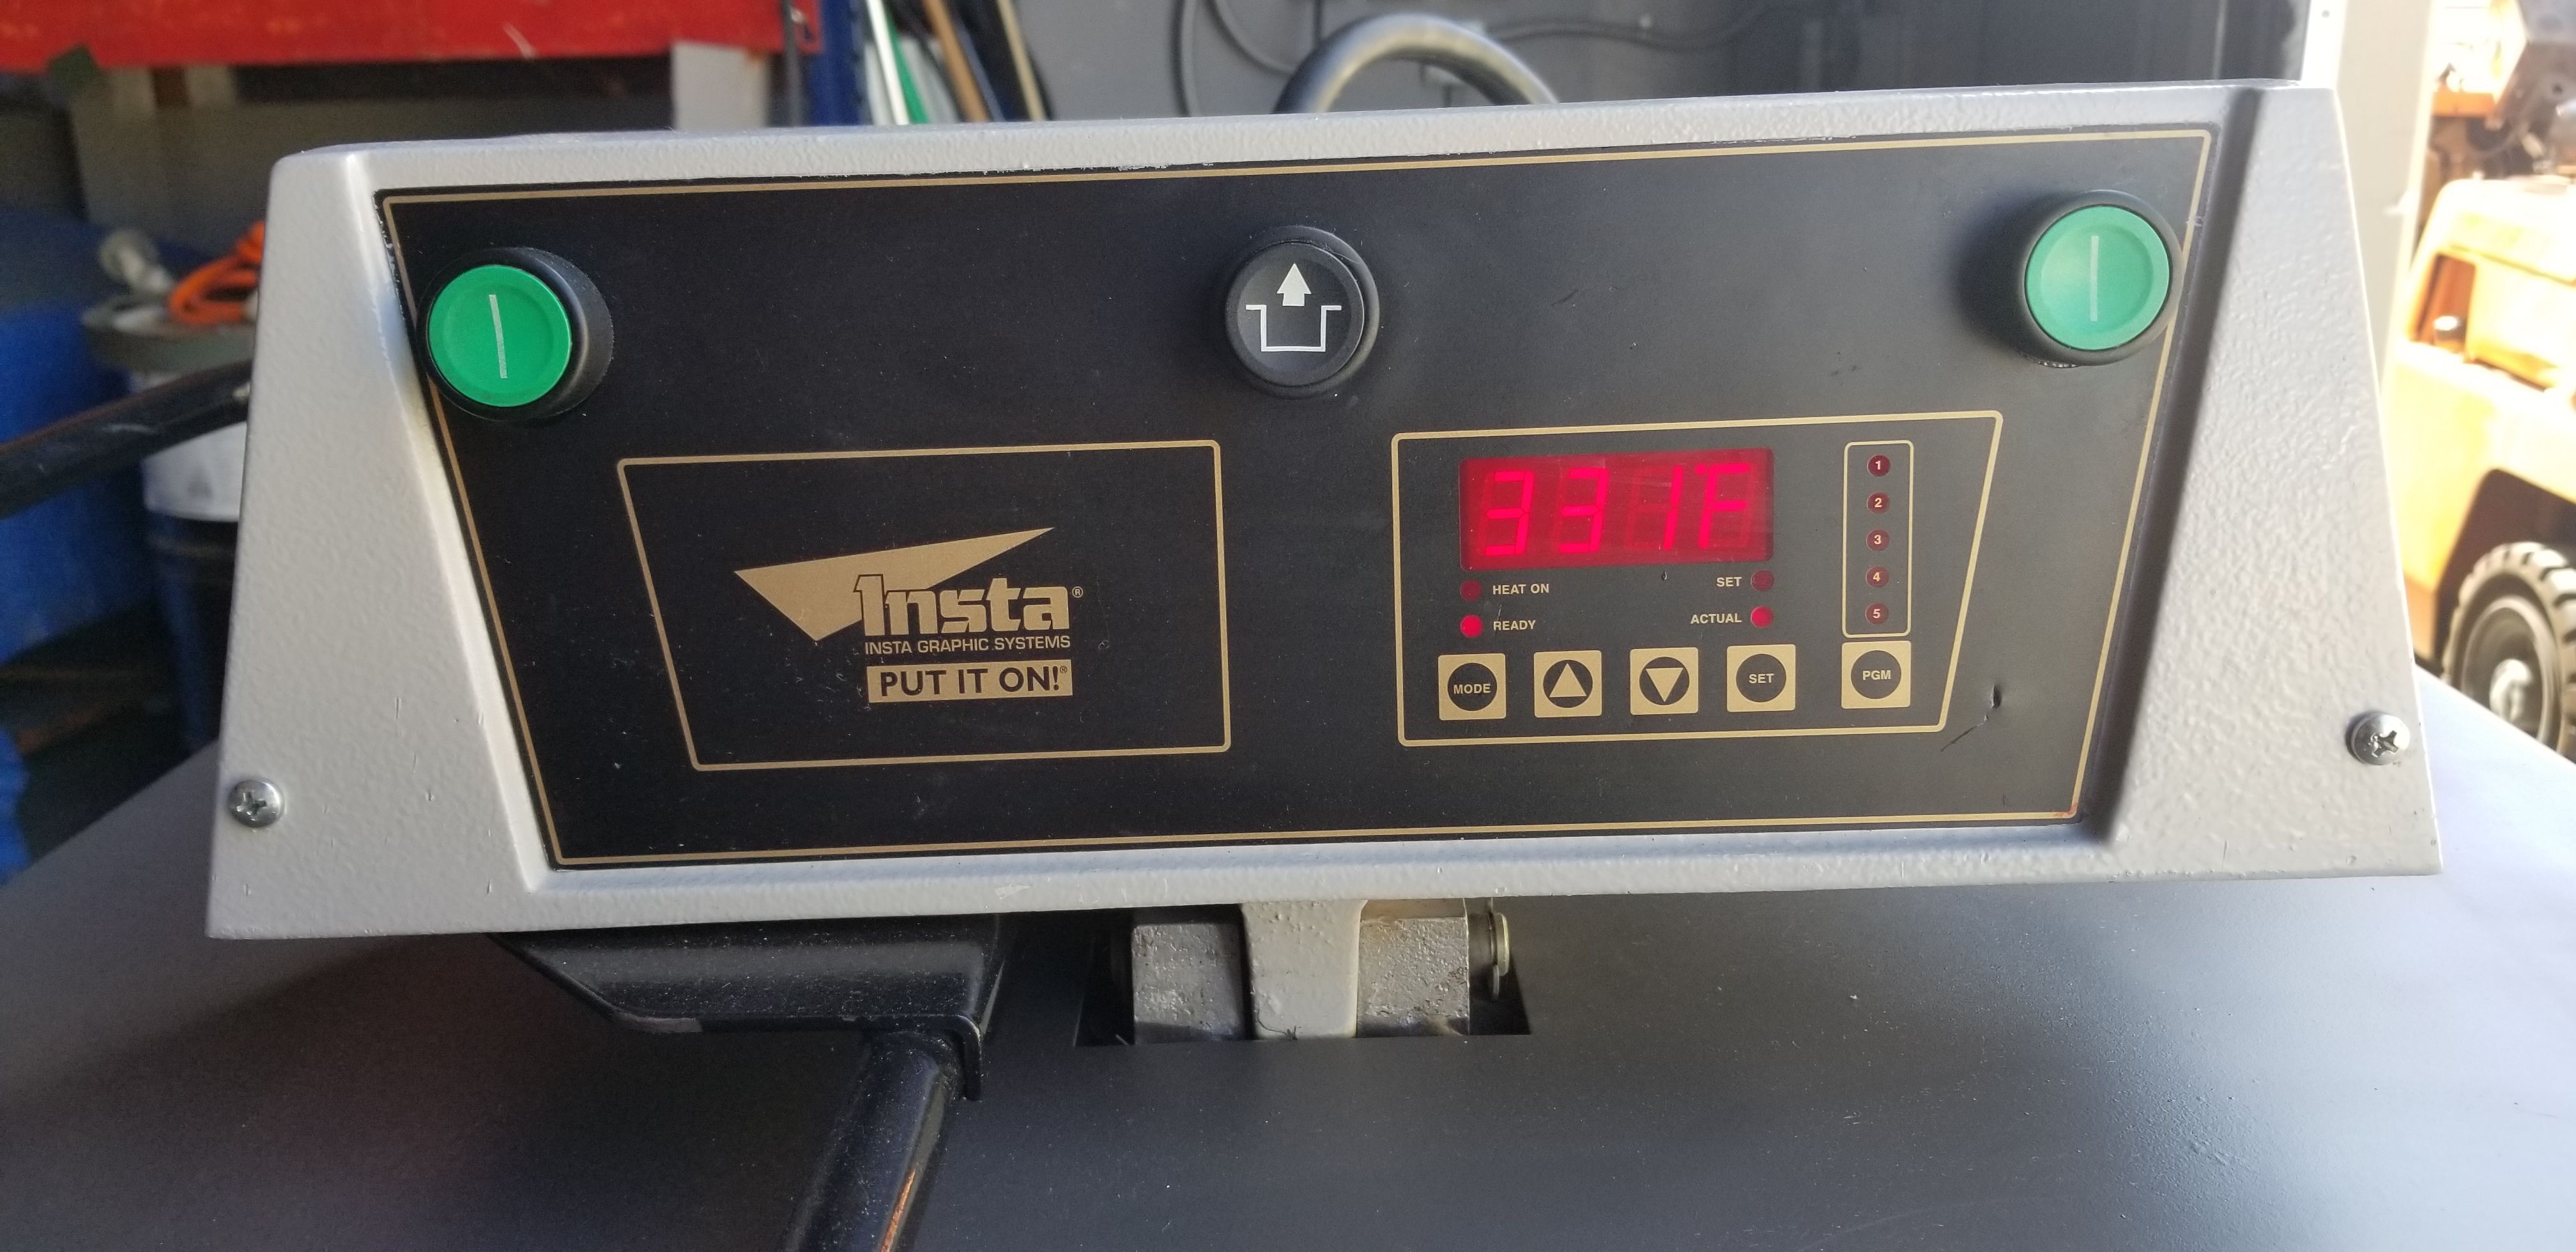 331°F
1
2
3
4
5
HEAT ON
SET
READY
ACTUAL
MODE
SET
PGM
Insta®
INSTA GRAPHIC SYSTEMS
PUT IT ON!®